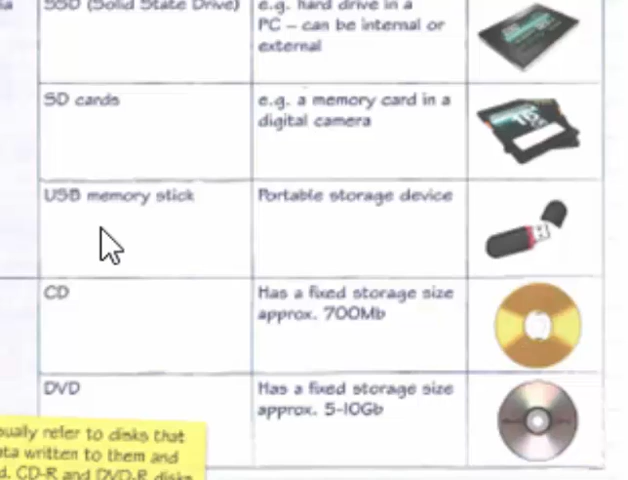 SSD (Solid State Drive)
e.g. hard drive in a
PC – can be internal or
external
SD cards
e.g. a memory card in a
digital camera
USB memory stick
Portable storage device
CD
Has a fixed storage size
approx. 700Mb
DVD
Has a fixed storage size
approx. 5-10Gb
refer to disks that
written to them and
CD-R and DVD-R disks